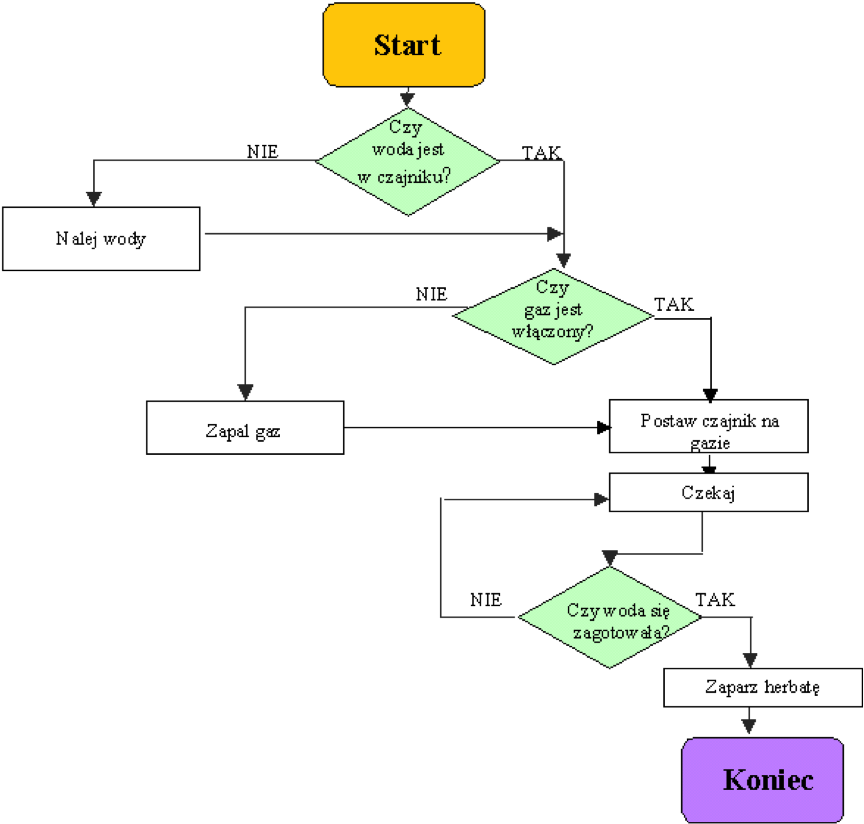 Start
Czy
woda jest
w czajniku?
NIE
TAK
Nalej wody
Czy
gaz jest
włączony?
NIE
TAK
Zapal gaz
Postaw czajnik na
gazie
Czekaj
Czy woda się
zagotowała?
NIE
TAK
Zaparz herbatę
Koniec